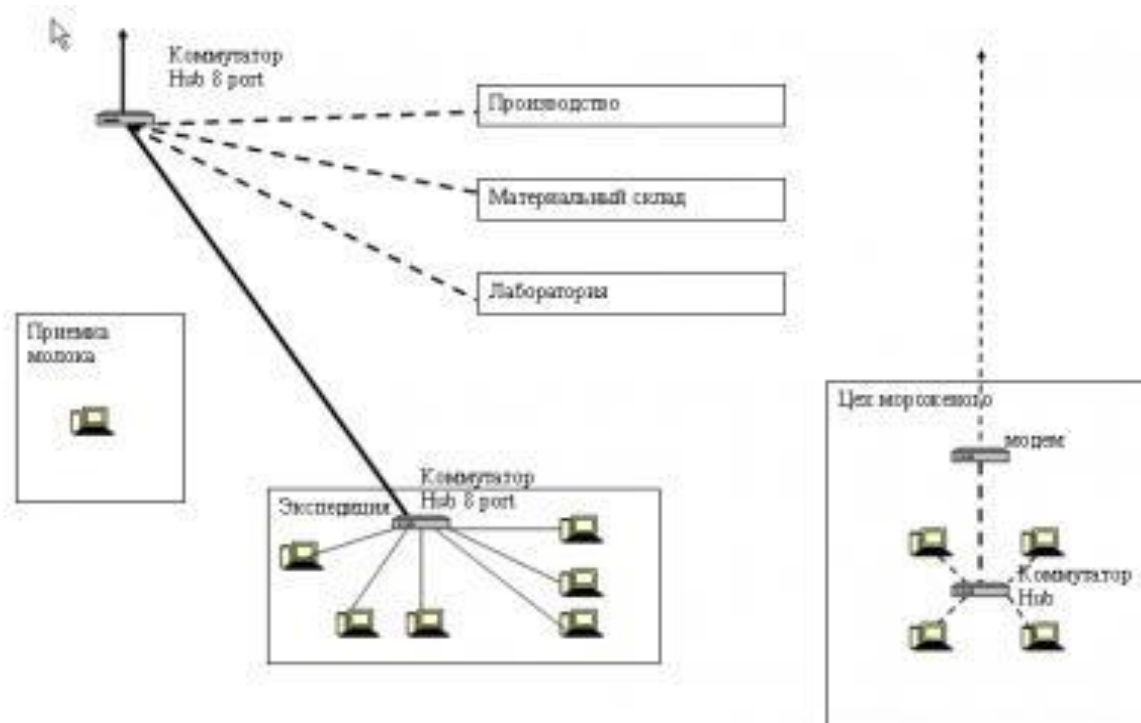 Коммутатор
Hub 8 port
Производство
Материальный склад
Лаборатория
Приемка
молока
Цех мороженого
модем
Коммутатор
Hub 8 port
Экспедиция
Коммутатор
Hub